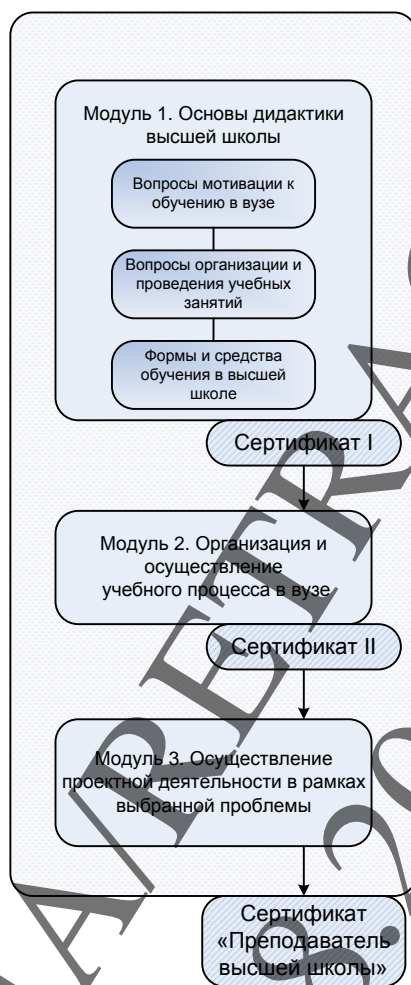 Модуль 1. Основы дидактики
высшей школы
Вопросы мотивации к
обучению в вузе
Вопросы организации и
проведения учебных
занятий
Формы и средства
обучения в высшей
школе
Сертификат I
Модуль 2. Организация и
осуществление
учебного процесса в вузе
Сертификат II
Модуль 3. Осуществление
проектной деятельности в рамках
выбранной проблемы
Сертификат
«Преподаватель
высшей школы»